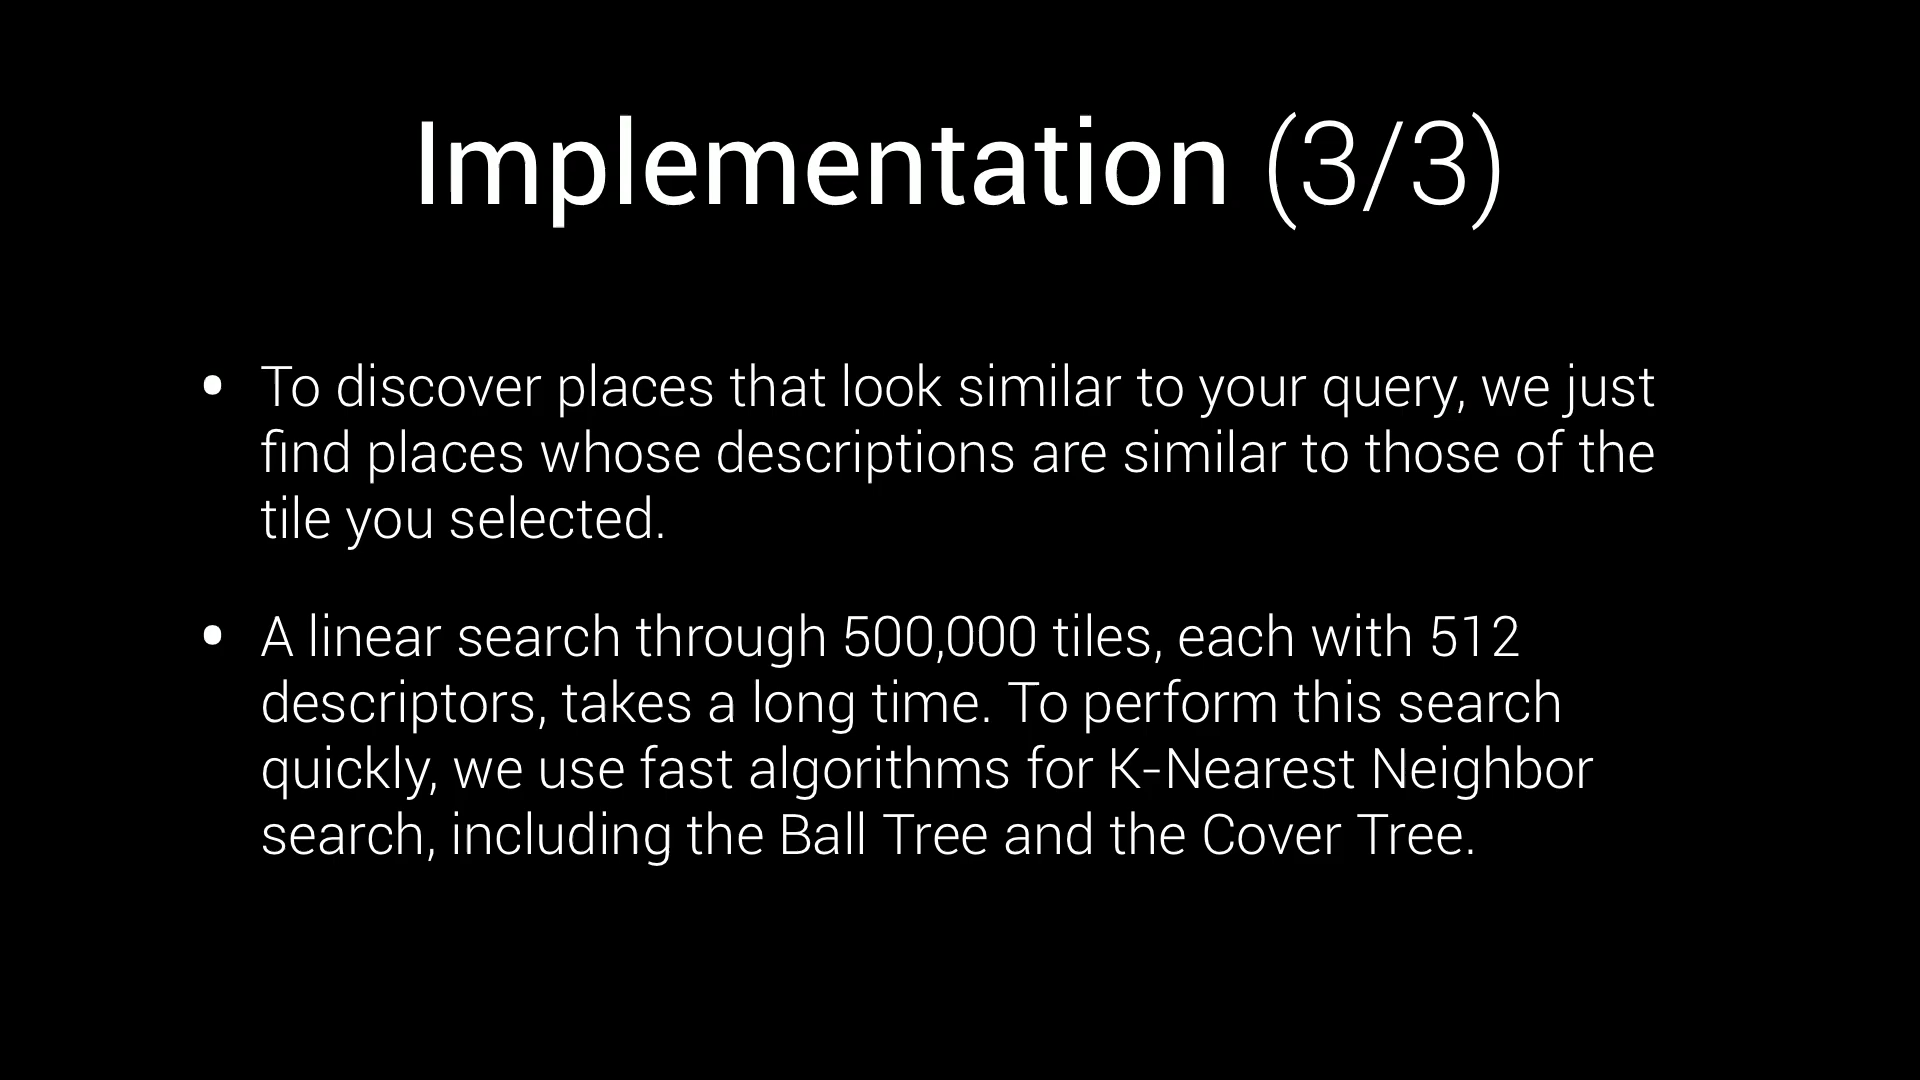 Implementation (3/3)
• To discover places that look similar to your query, we just
find places whose descriptions are similar to those of the
tile you selected.
• A linear search through 500,000 tiles, each with 512
descriptors, takes a long time. To perform this search
quickly, we use fast algorithms for K-Nearest Neighbor
search, including the Ball Tree and the Cover Tree.